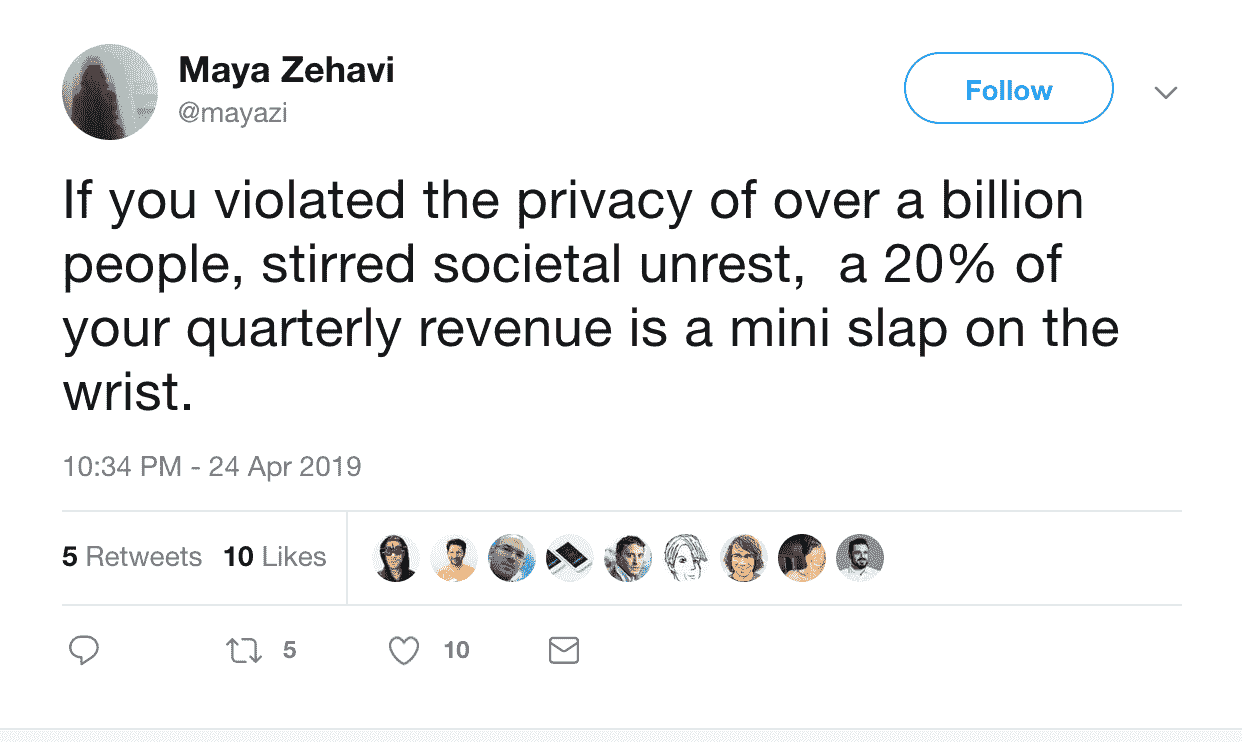 Maya Zehavi
@mayazi
Follow
If you violated the privacy of over a billion
people, stirred societal unrest,  a 20% of
your quarterly revenue is a mini slap on the
wrist.
10:34 PM - 24 Apr 2019
5 Retweets 10 Likes
5 10